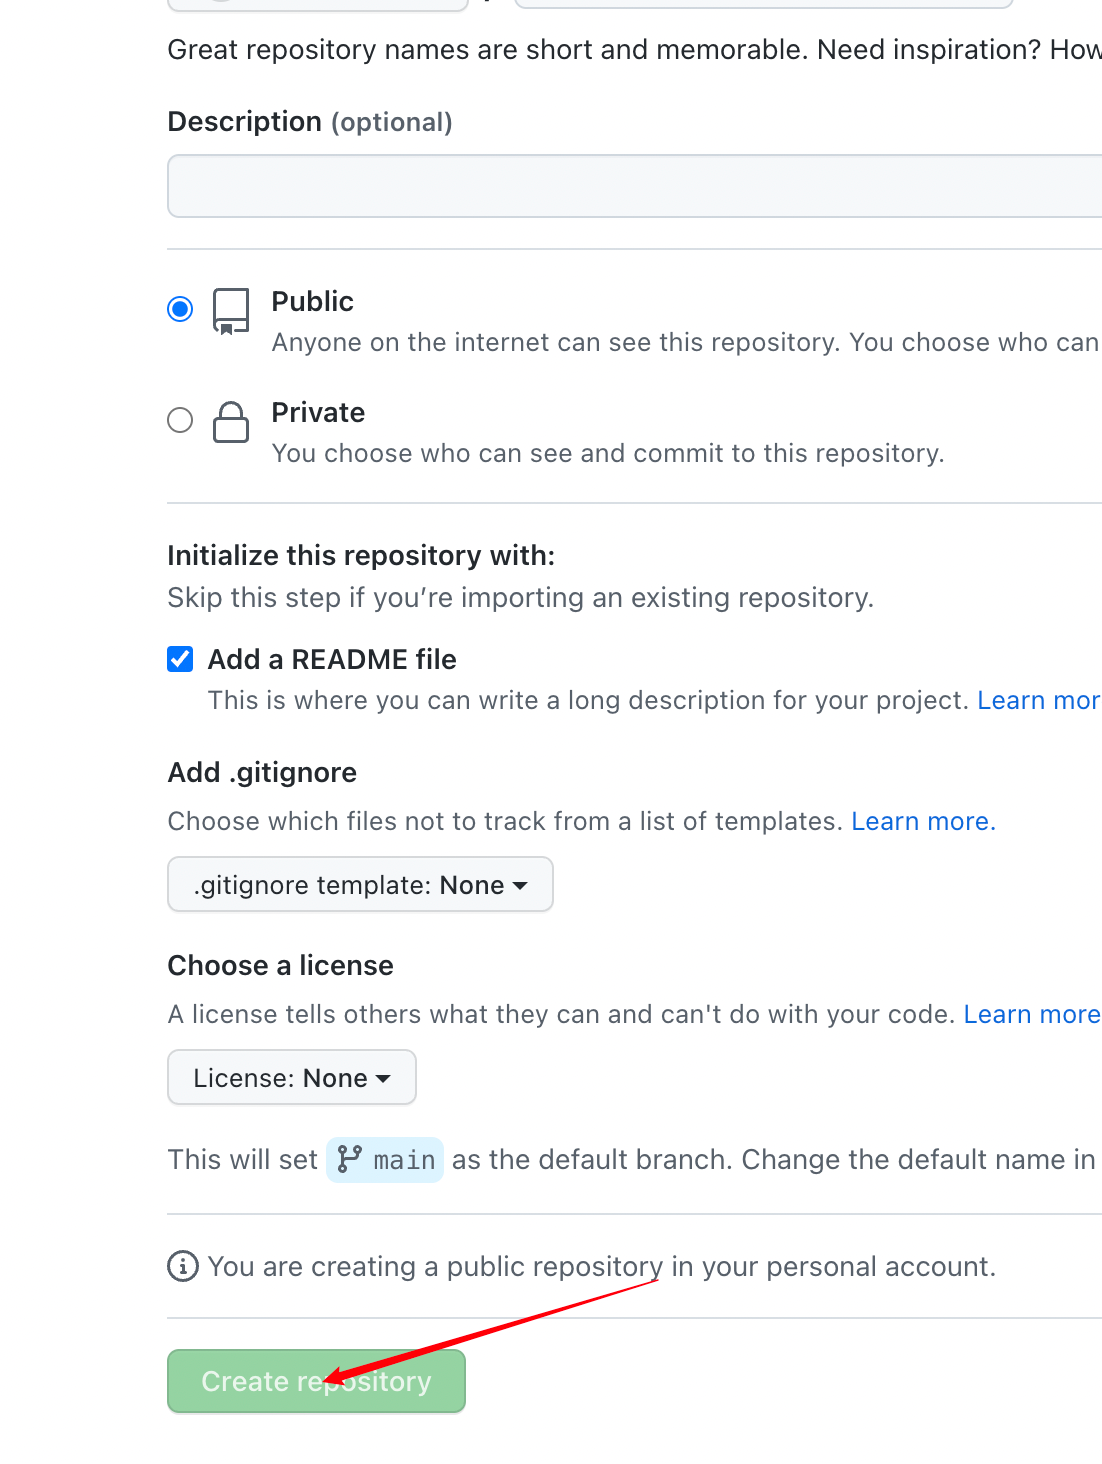 Great repository names are short and memorable. Need inspiration? How
Description (optional)
Public
Anyone on the internet can see this repository. You choose who can
Private
You choose who can see and commit to this repository.
Initialize this repository with:
Skip this step if you’re importing an existing repository.
Add a README file
This is where you can write a long description for your project. Learn mor
Add .gitignore
Choose which files not to track from a list of templates. Learn more.
.gitignore template: None
Choose a license
A license tells others what they can and can't do with your code. Learn more
License: None
This will set main as the default branch. Change the default name in
You are creating a public repository in your personal account.
Create repository